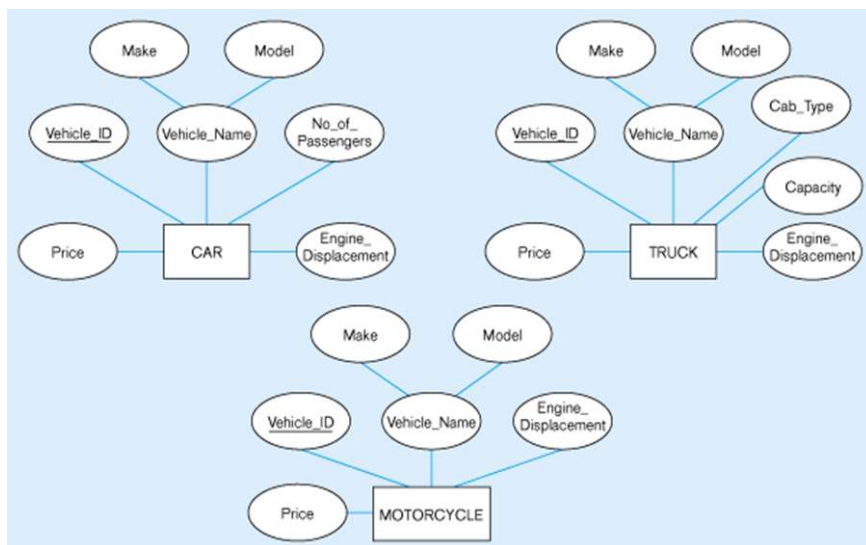 Make
Model
Make
Model
Vehicle_ID
Vehicle_Name
No_of_
Passengers
Vehicle_ID
Vehicle_Name
Cab_Type
Capacity
Price
CAR
Engine_
Displacement
Price
TRUCK
Engine_
Displacement
Make
Model
Vehicle_ID
Vehicle_Name
Engine_
Displacement
Price
MOTORCYCLE